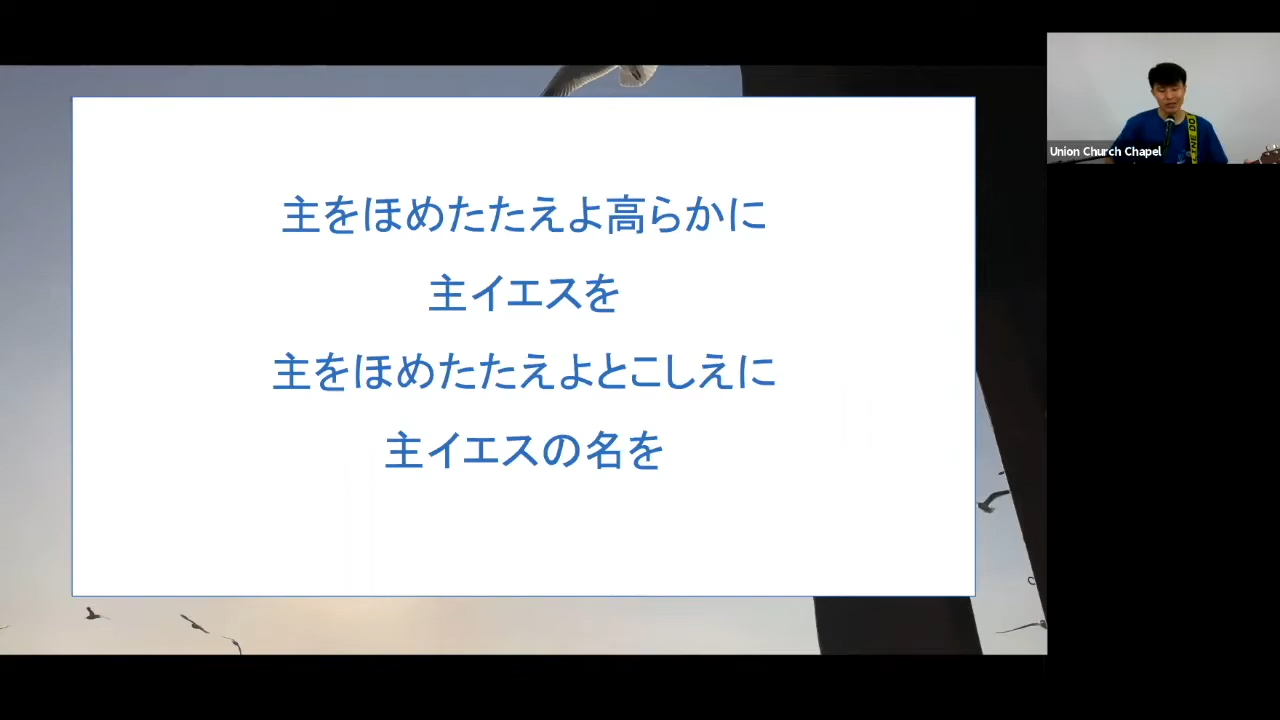 主をほめたたえよ高らかに
主イエスを
主をほめたたえよとこしえに
主イエスの名を
Union Church Chapel